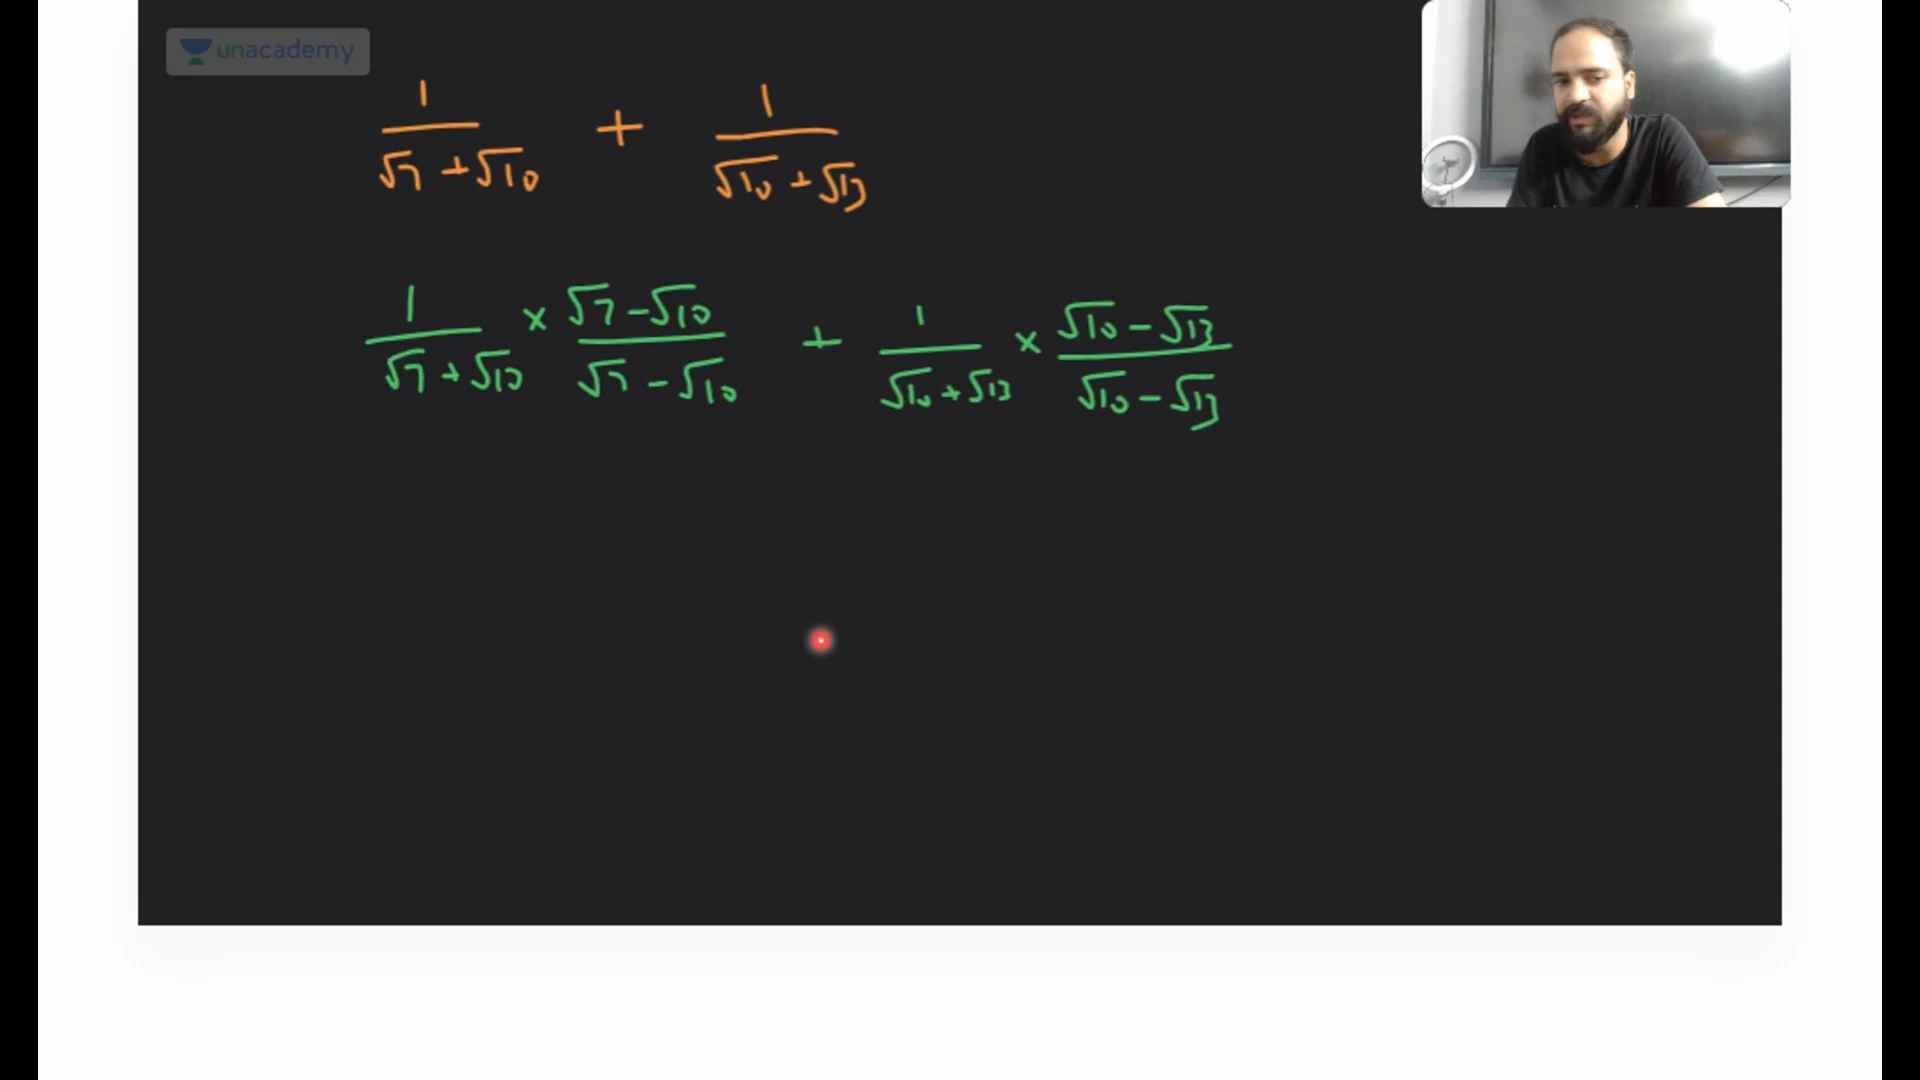 unacademy
1/(√7 + √10) + 1/(√10 + √13)
1/(√7 + √10) × (√7 − √10)/(√7 − √10) + 1/(√10 + √13) × (√10 − √13)/(√10 − √13)